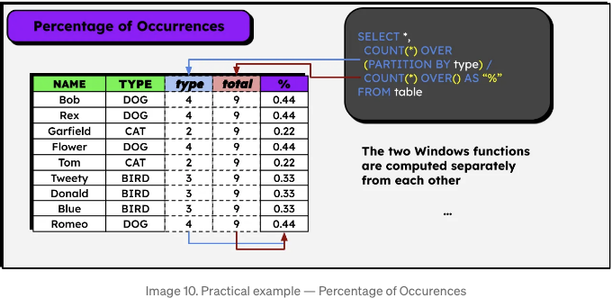 Percentage of Occurrences
SELECT *,
COUNT(*) OVER
(PARTITION BY type) /
COUNT(*) OVER() AS “%”
FROM table
NAME TYPE type total %
Bob DOG 4 9 0.44
Rex DOG 4 9 0.44
Garfield CAT 2 9 0.22
Flower DOG 4 9 0.44
Tom CAT 2 9 0.22
Tweety BIRD 3 9 0.33
Donald BIRD 3 9 0.33
Blue BIRD 3 9 0.33
Romeo DOG 4 9 0.44
The two Windows functions
are computed separately
from each other
...
Image 10. Practical example — Percentage of Occurences